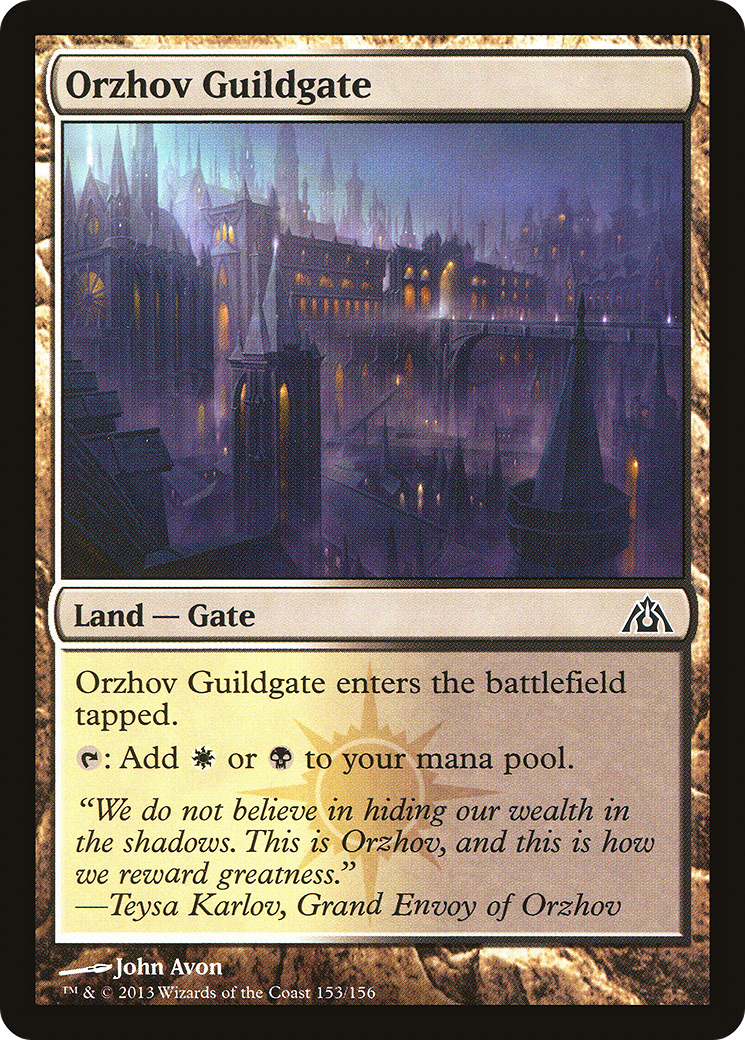 Orzhov Guildgate
Land — Gate
Orzhov Guildgate enters the battlefield
tapped.
: Add or to your mana pool.
“We do not believe in hiding our wealth in
the shadows. This is Orzhov, and this is how
we reward greatness.”
—Teysa Karlov, Grand Envoy of Orzhov
John Avon
™ & © 2013 Wizards of the Coast 153/156